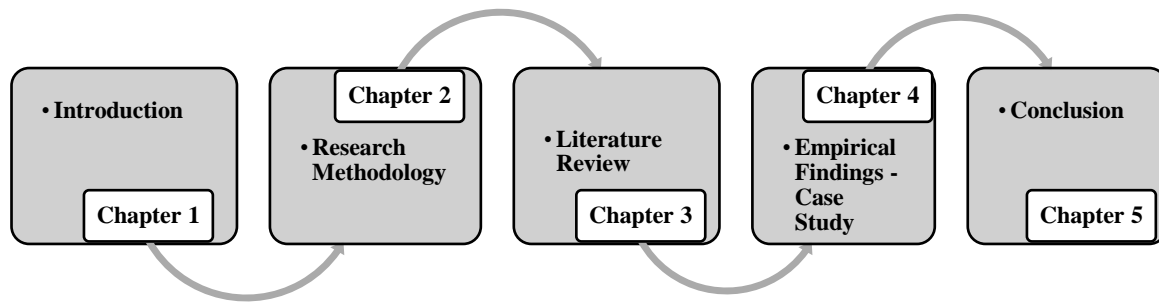 • Introduction
Chapter 1
Chapter 2
• Research
Methodology
• Literature
Review
Chapter 3
Chapter 4
• Empirical
Findings -
Case
Study
• Conclusion
Chapter 5